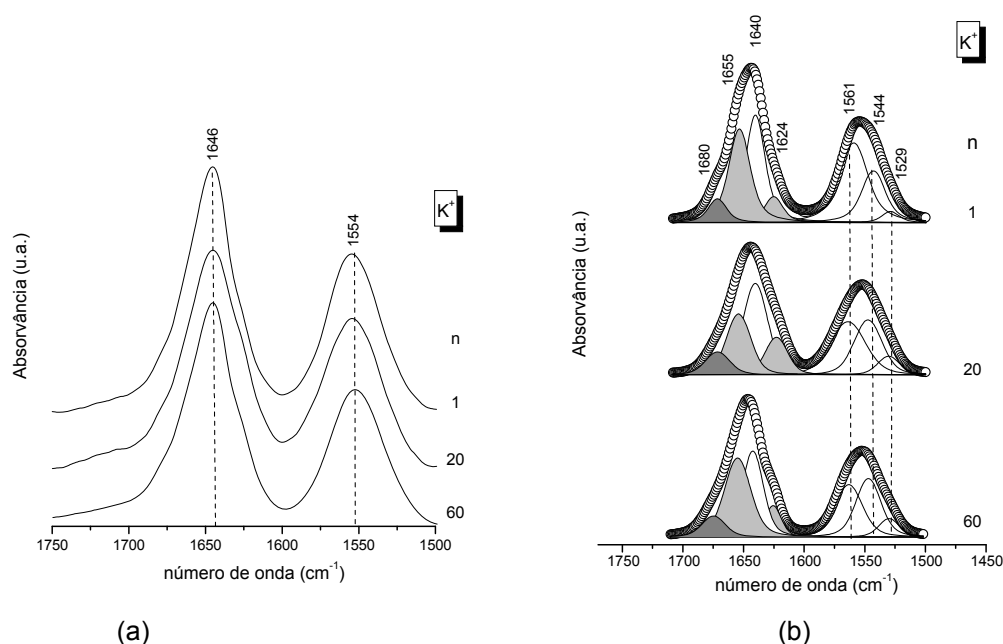 K⁺
1646
1554
n
1
20
60
Absorvância (u.a.)
1750 1700 1650 1600 1550 1500
número de onda (cm⁻¹)
(a)
K⁺
1680
1655
1640
1624
1561
1544
1529
n
1
20
60
Absorvância (u.a.)
1750 1700 1650 1600 1550 1500 1450
número de onda (cm⁻¹)
(b)